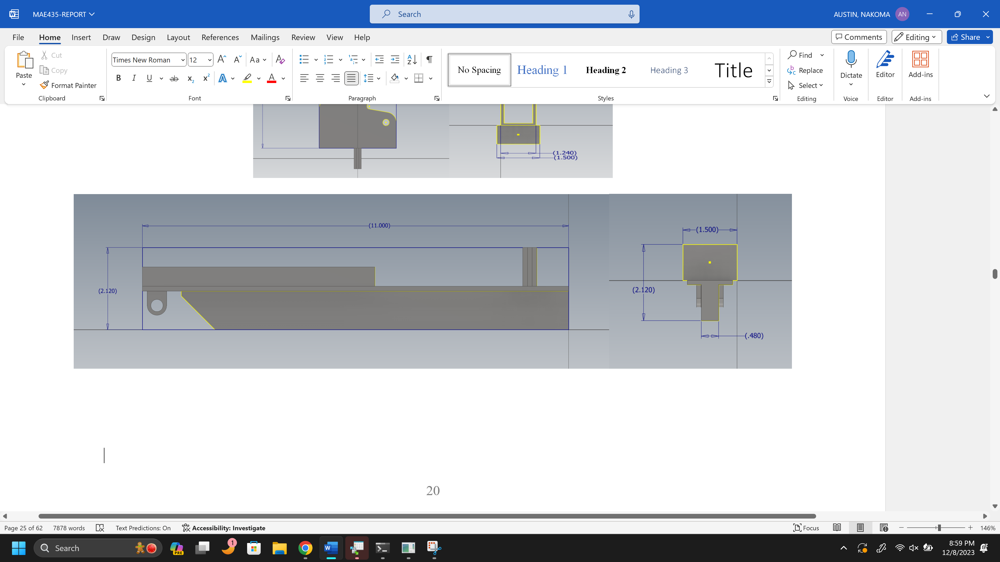 MAE435-REPORT
Search
AUSTIN, NAKOMA AN
File Home Insert Draw Design Layout References Mailings Review View Help
Comments Editing Share
Paste
Cut
Copy
Format Painter
Clipboard
Times New Roman 12
Font
Paragraph
No Spacing Heading 1 Heading 2 Heading 3 Title
Styles
Find
Replace
Select
Editing
Dictate
Voice
Editor
Editor
Add-ins
Add-ins
(1.240)
(1.500)
(11.000)
(2.120)
(1.500)
(2.120)
(.480)
20
Page 25 of 62 7878 words Text Predictions: On Accessibility: Investigate Focus 146%
Search
PRE
1
8:59 PM
12/8/2023